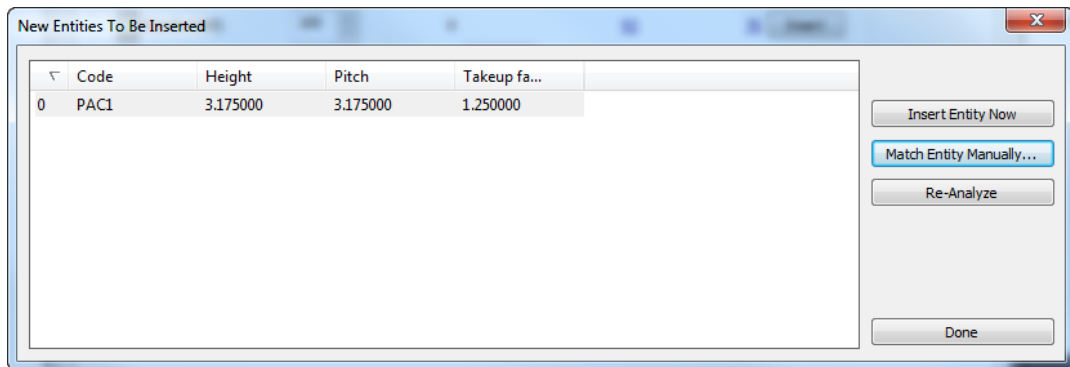 New Entities To Be Inserted
Code Height Pitch Takeup fa...
0 PAC1 3.175000 3.175000 1.250000
Insert Entity Now
Match Entity Manually...
Re-Analyze
Done